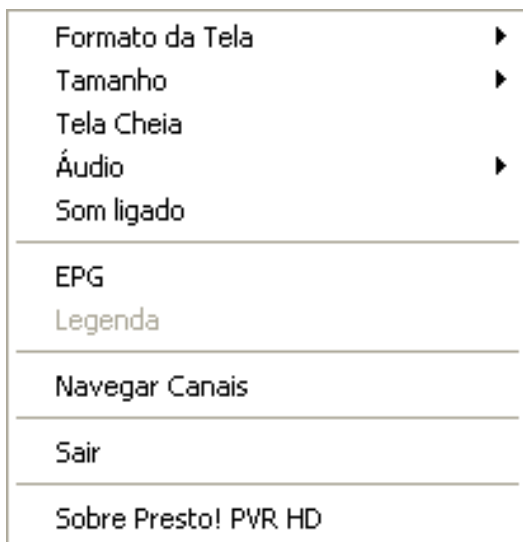 Formato da Tela
Tamanho
Tela Cheia
Áudio
Som ligado
EPG
Legenda
Navegar Canais
Sair
Sobre Presto! PVR HD